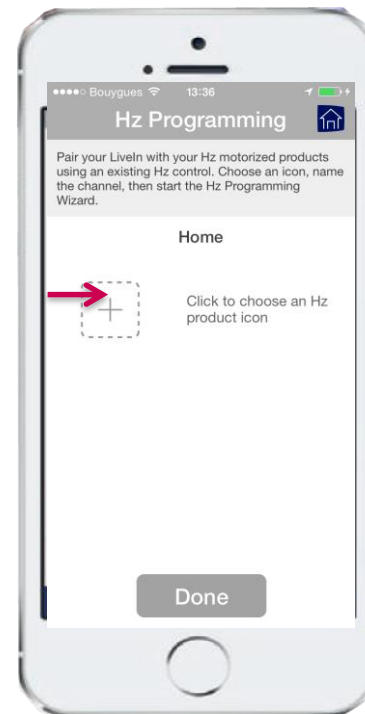 Bouygues 13:36
Hz Programming
Pair your LiveIn with your Hz motorized products
using an existing Hz control. Choose an icon, name
the channel, then start the Hz Programming
Wizard.
Home
Click to choose an Hz
product icon
Done